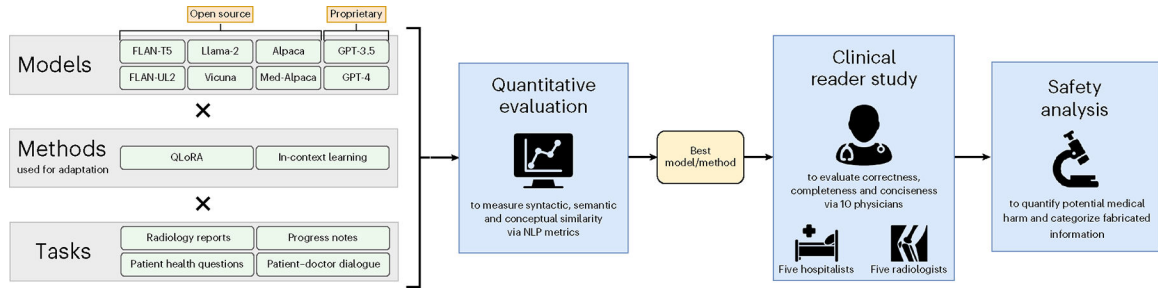 Open source
Proprietary
Models
FLAN-T5
Llama-2
Alpaca
GPT-3.5
FLAN-UL2
Vicuna
Med-Alpaca
GPT-4
×
Methods
used for adaptation
QLoRA
In-context learning
×
Tasks
Radiology reports
Progress notes
Patient health questions
Patient–doctor dialogue
Quantitative
evaluation
to measure syntactic, semantic
and conceptual similarity
via NLP metrics
Best
model/method
Clinical
reader study
to evaluate correctness,
completeness and conciseness
via 10 physicians
Five hospitalists
Five radiologists
Safety
analysis
to quantify potential medical
harm and categorize fabricated
information